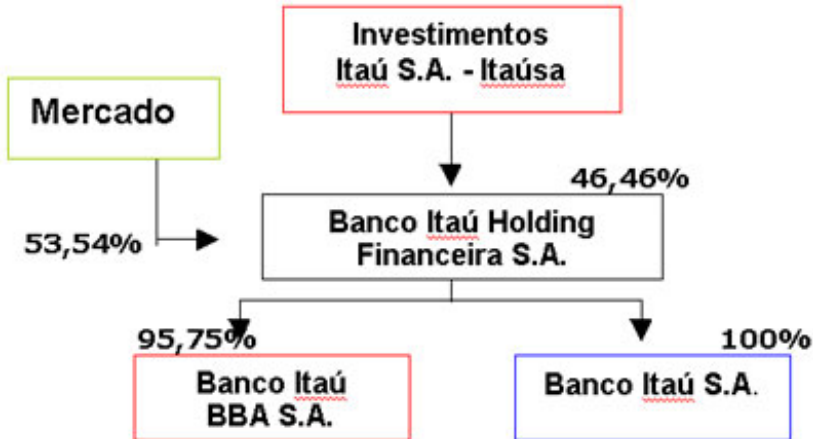 Investimentos
Itaú S.A. - Itaúsa
Mercado
46,46%
53,54%
Banco Itaú Holding
Financeira S.A.
95,75%
100%
Banco Itaú
BBA S.A.
Banco Itaú S.A.